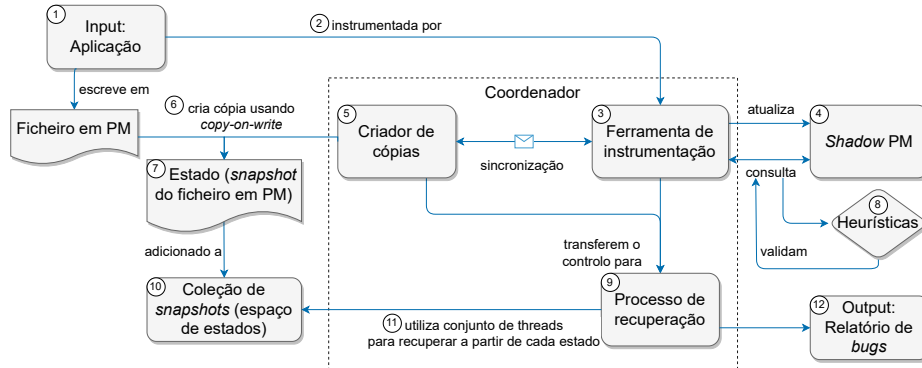 1
Input:
Aplicação
2 instrumentada por
escreve em
Ficheiro em PM
6 cria cópia usando
copy-on-write
Coordenador
5
Criador de
cópias
sincronização
3
Ferramenta de
instrumentação
atualiza
4
Shadow PM
consulta
8
Heurísticas
validam
7
Estado (snapshot
do ficheiro em PM)
adicionado a
10
Coleção de
snapshots (espaço
de estados)
transferem o
controlo para
9
Processo de
recuperação
11 utiliza conjunto de threads
para recuperar a partir de cada estado
12
Output:
Relatório de
bugs